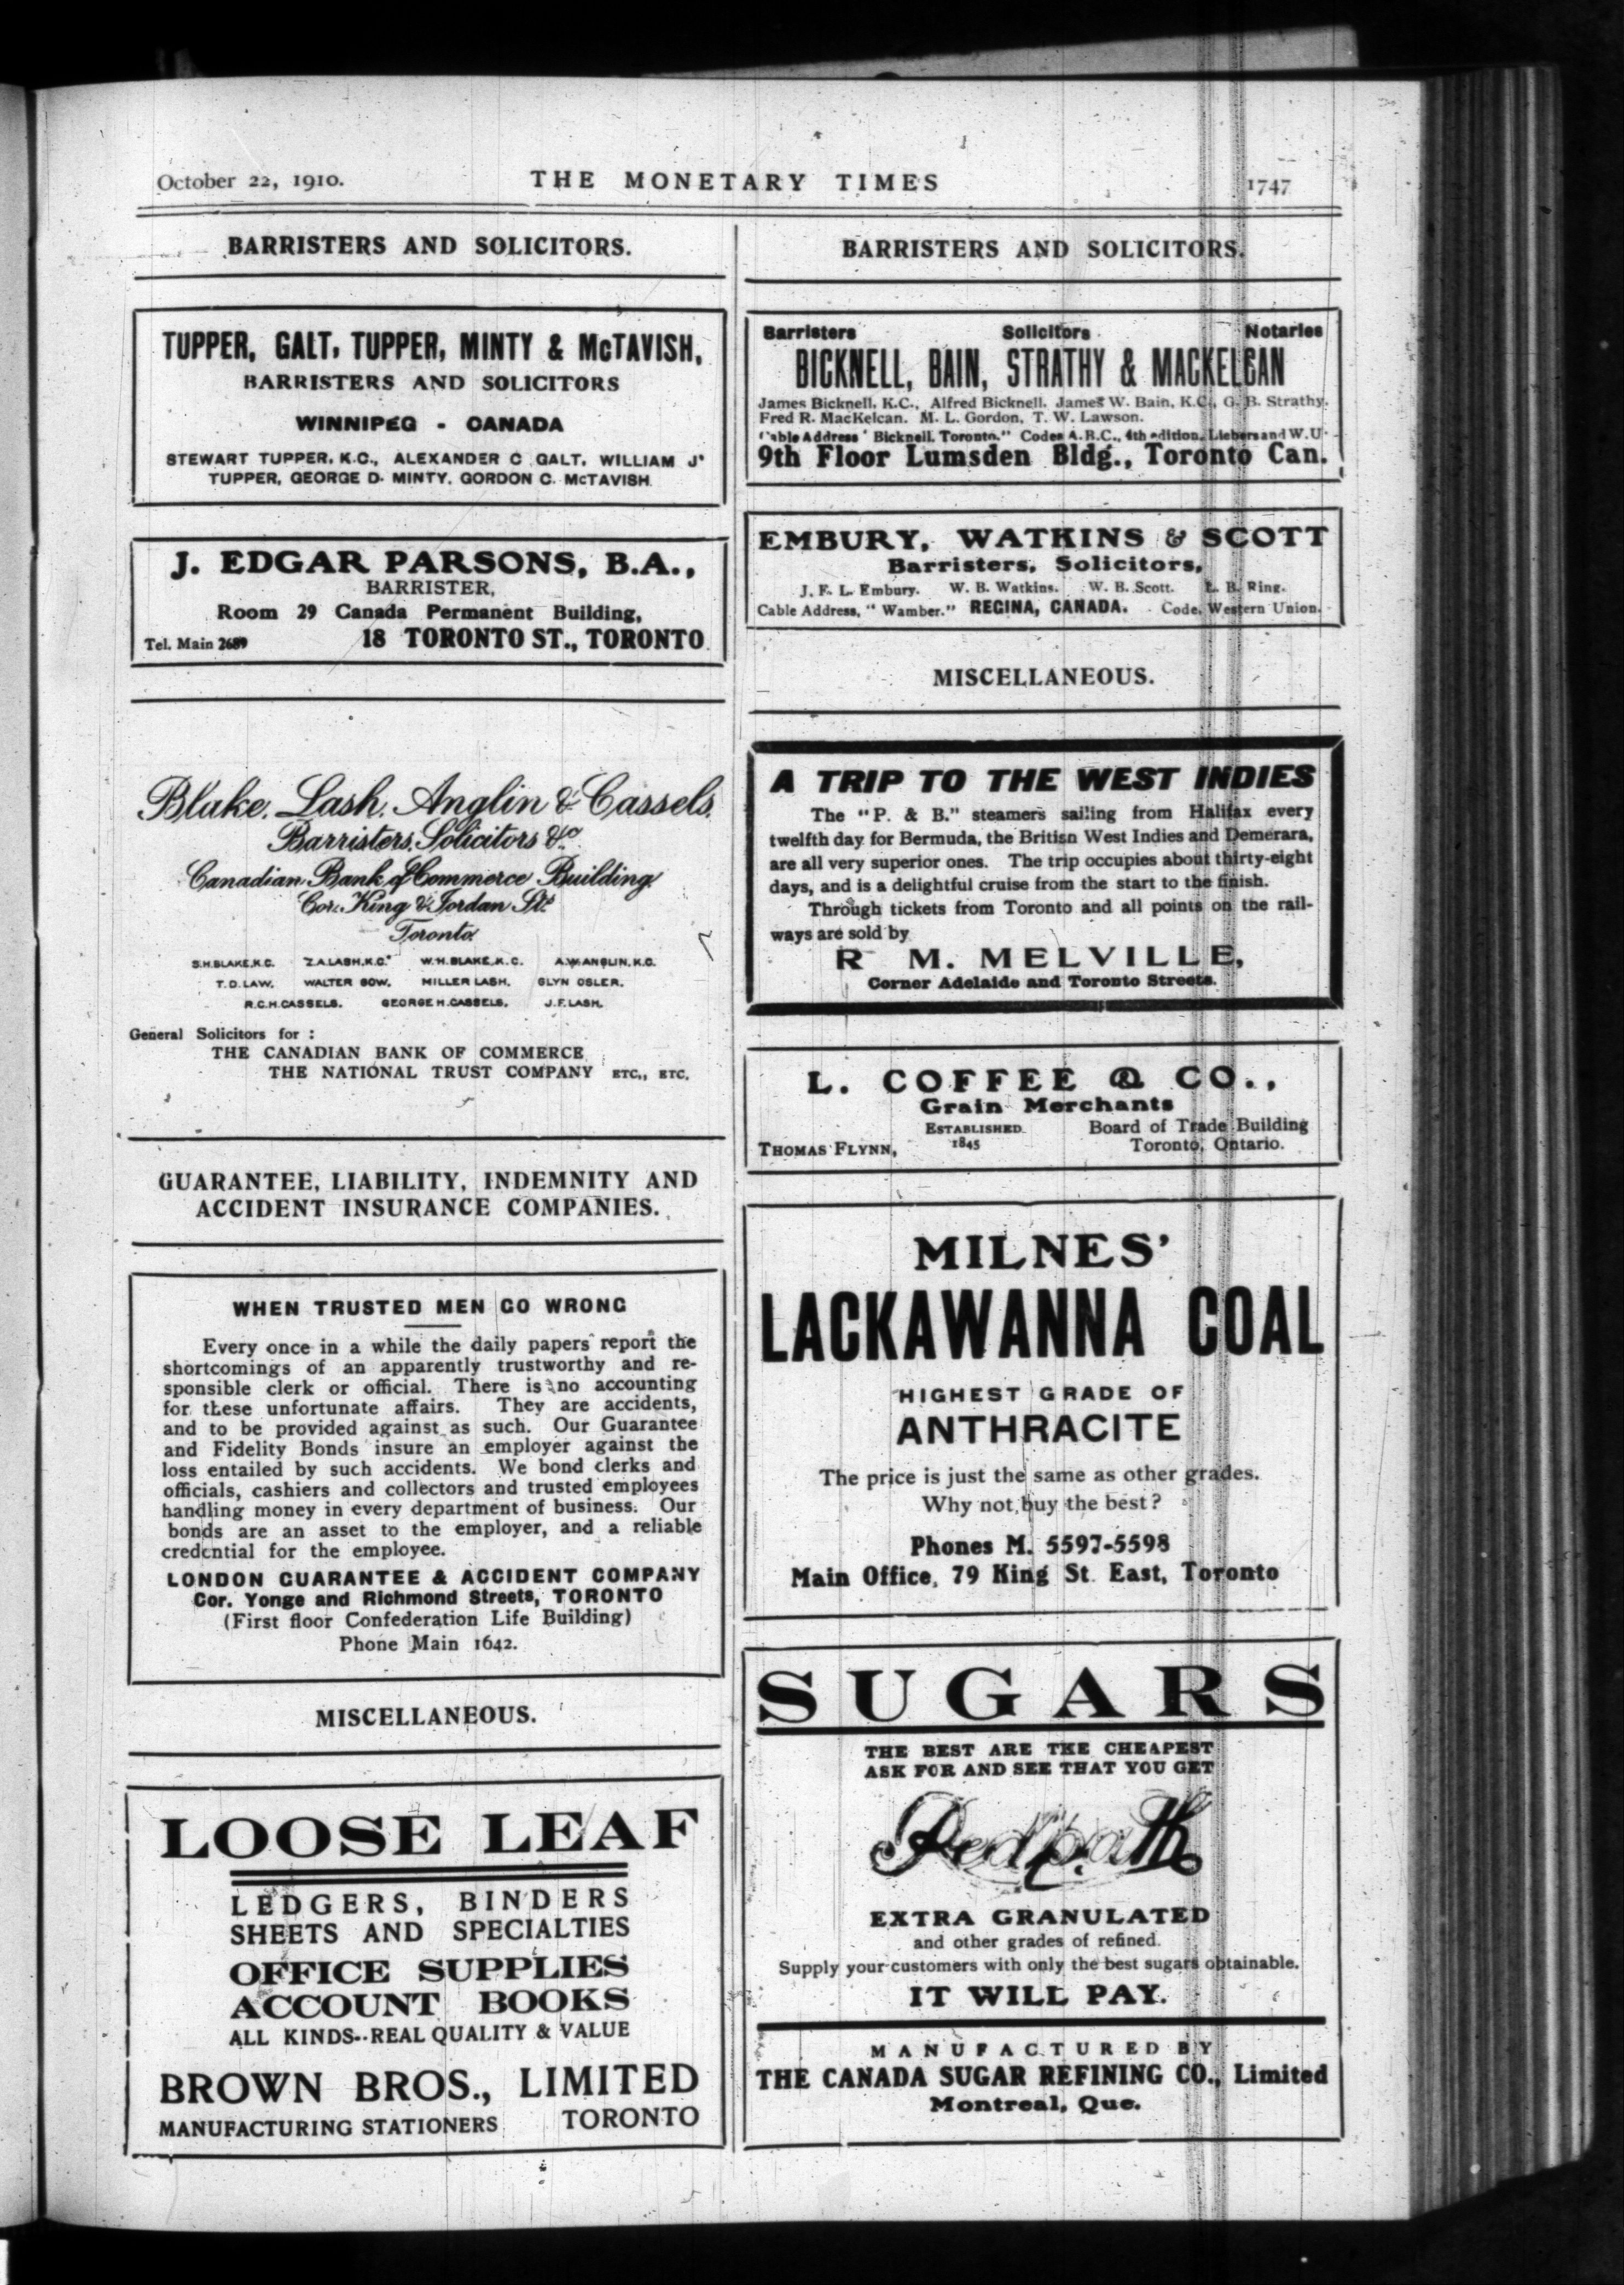 October 22, 1910.
THE MONETARY TIMES
1747
BARRISTERS AND SOLICITORS.
TUPPER, GALT, TUPPER, MINTY & McTAVISH,
BARRISTERS AND SOLICITORS
WINNIPEG - CANADA
STEWART TUPPER, K.C., ALEXANDER C. GALT, WILLIAM J.
TUPPER, GEORGE D. MINTY, GORDON C. McTAVISH.
J. EDGAR PARSONS, B.A.,
BARRISTER,
Room 29 Canada Permanent Building,
Tel. Main 2689 18 TORONTO ST., TORONTO
Blake, Lash, Anglin & Cassels,
Barristers, Solicitors &c.
Canadian Bank of Commerce Building,
Cor. King & Jordan Sts.
Toronto.
S.H. BLAKE, K.C. Z.A. LASH, K.C. W.H. BLAKE, K.C. A.W. ANGLIN, K.C.
T.D. LAW. WALTER GOW. MILLER LASH. GLYN OSLER.
R.C.H. CASSELS. GEORGE H. CASSELS. J.F. LASH.
General Solicitors for :
THE CANADIAN BANK OF COMMERCE
THE NATIONAL TRUST COMPANY ETC., ETC.
GUARANTEE, LIABILITY, INDEMNITY AND
ACCIDENT INSURANCE COMPANIES.
WHEN TRUSTED MEN GO WRONG
Every once in a while the daily papers report the
shortcomings of an apparently trustworthy and re-
sponsible clerk or official. There is no accounting
for these unfortunate affairs. They are accidents,
and to be provided against as such. Our Guarantee
and Fidelity Bonds insure an employer against the
loss entailed by such accidents. We bond clerks and
officials, cashiers and collectors and trusted employees
handling money in every department of business. Our
bonds are an asset to the employer, and a reliable
credential for the employee.
LONDON GUARANTEE & ACCIDENT COMPANY
Cor. Yonge and Richmond Streets, TORONTO
(First floor Confederation Life Building)
Phone Main 1642.
MISCELLANEOUS.
LOOSE LEAF
LEDGERS, BINDERS
SHEETS AND SPECIALTIES
OFFICE SUPPLIES
ACCOUNT BOOKS
ALL KINDS--REAL QUALITY & VALUE
BROWN BROS., LIMITED
MANUFACTURING STATIONERS TORONTO
BARRISTERS AND SOLICITORS.
Barristers Solicitors Notaries
BICKNELL, BAIN, STRATHY & MACKELCAN
James Bicknell, K.C., Alfred Bicknell, James W. Bain, K.C., G. B. Strathy.
Fred R. MacKelcan. M. L. Gordon, T. W. Lawson.
Cable Address "Bicknell, Toronto." Codes A.B.C., 4th edition, Liebers and W.U.
9th Floor Lumsden Bldg., Toronto Can.
EMBURY, WATKINS & SCOTT
Barristers, Solicitors,
J. F. L. Embury. W. B. Watkins. W. B. Scott. E. B. Ring.
Cable Address, "Wamber." REGINA, CANADA. Code, Western Union.
MISCELLANEOUS.
A TRIP TO THE WEST INDIES
The "P. & B." steamers sailing from Halifax every
twelfth day for Bermuda, the British West Indies and Demerara,
are all very superior ones. The trip occupies about thirty-eight
days, and is a delightful cruise from the start to the finish.
Through tickets from Toronto and all points on the rail-
ways are sold by
R M. MELVILLE,
Corner Adelaide and Toronto Streets.
L. COFFEE & CO.,
Grain Merchants
THOMAS FLYNN, ESTABLISHED 1845 Board of Trade Building
Toronto, Ontario.
MILNES'
LACKAWANNA COAL
HIGHEST GRADE OF
ANTHRACITE
The price is just the same as other grades.
Why not buy the best?
Phones M. 5597-5598
Main Office, 79 King St. East, Toronto
SUGARS
THE BEST ARE THE CHEAPEST
ASK FOR AND SEE THAT YOU GET
Redpath
EXTRA GRANULATED
and other grades of refined.
Supply your customers with only the best sugars obtainable.
IT WILL PAY.
MANUFACTURED BY
THE CANADA SUGAR REFINING CO., Limited
Montreal, Que.